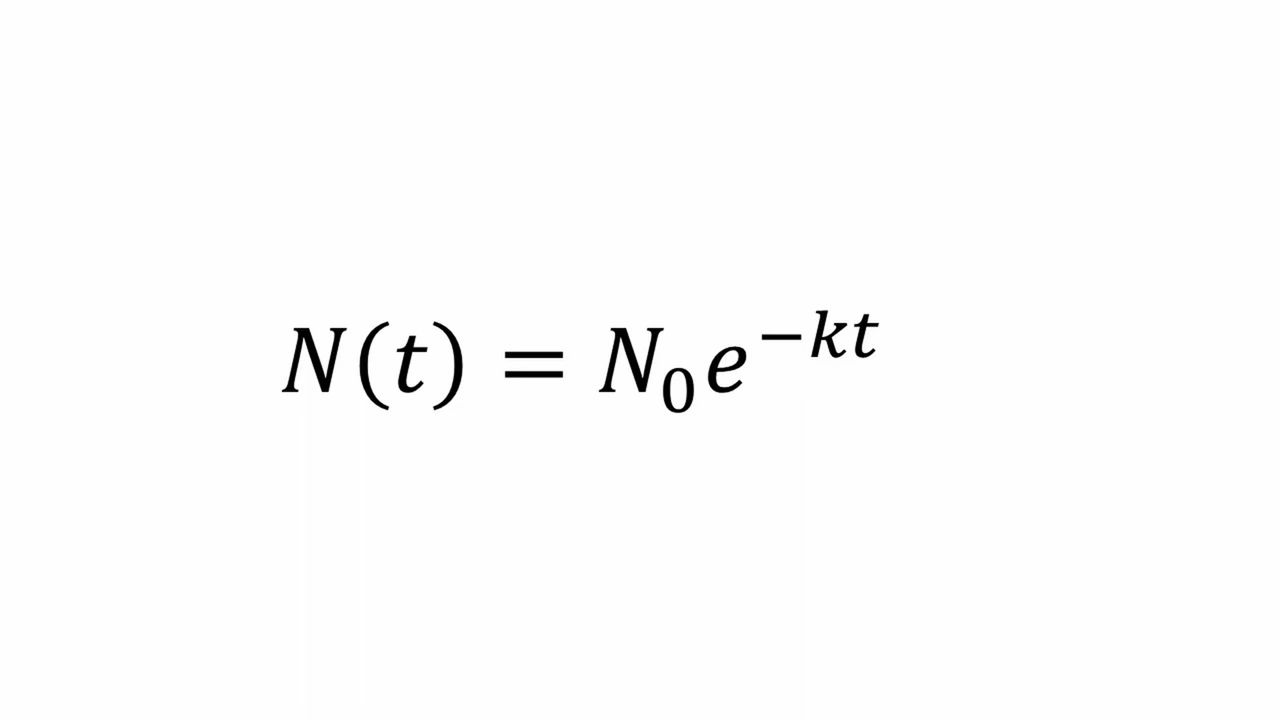 N(t) = N₀e⁻ᵏᵗ